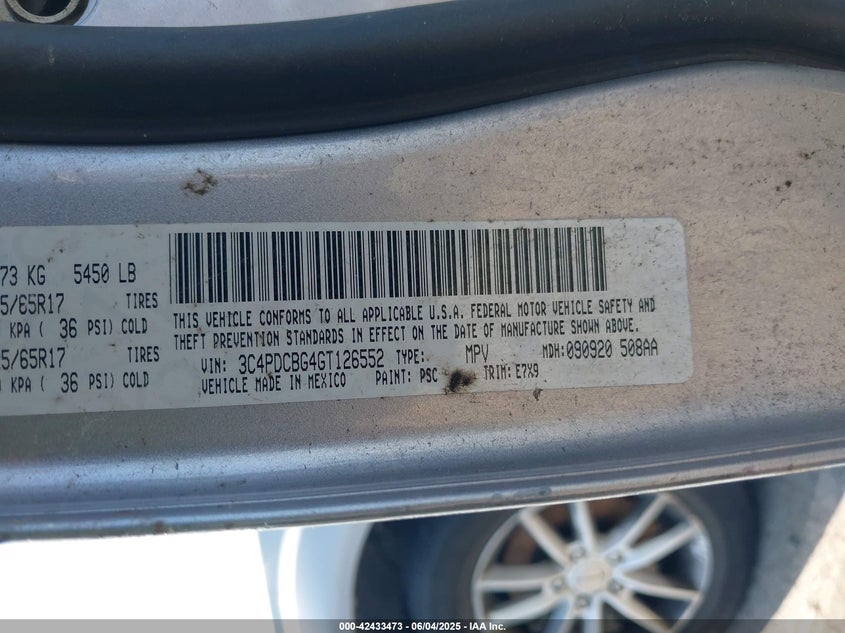 73 KG 5450 LB
5/65R17 TIRES
KPA ( 36 PSI) COLD
5/65R17 TIRES
KPA ( 36 PSI) COLD
THIS VEHICLE CONFORMS TO ALL APPLICABLE U.S.A. FEDERAL MOTOR VEHICLE SAFETY AND
THEFT PREVENTION STANDARDS IN EFFECT ON THE DATE OF MANUFACTURE SHOWN ABOVE.
VIN: 3C4PDCBG4GT126552 TYPE: MPV MDH:090920 508AA
VEHICLE MADE IN MEXICO PAINT: PSC TRIM: E7X9
000-42433473 - 06/04/2025 - IAA Inc.